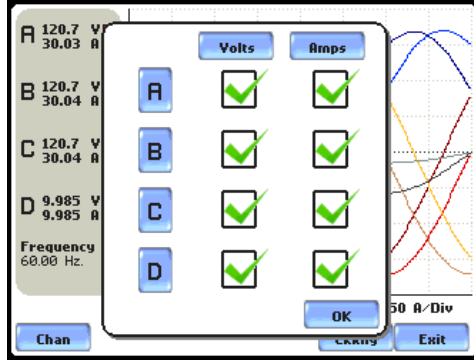 A 120.7 V
30.03 A
B 120.7 V
30.04 A
C 120.7 V
30.04 A
D 9.985 V
9.985 A
Frequency
60.00 Hz.
Volts Amps
A
B
C
D
OK
50 A/Div
Chan Exit